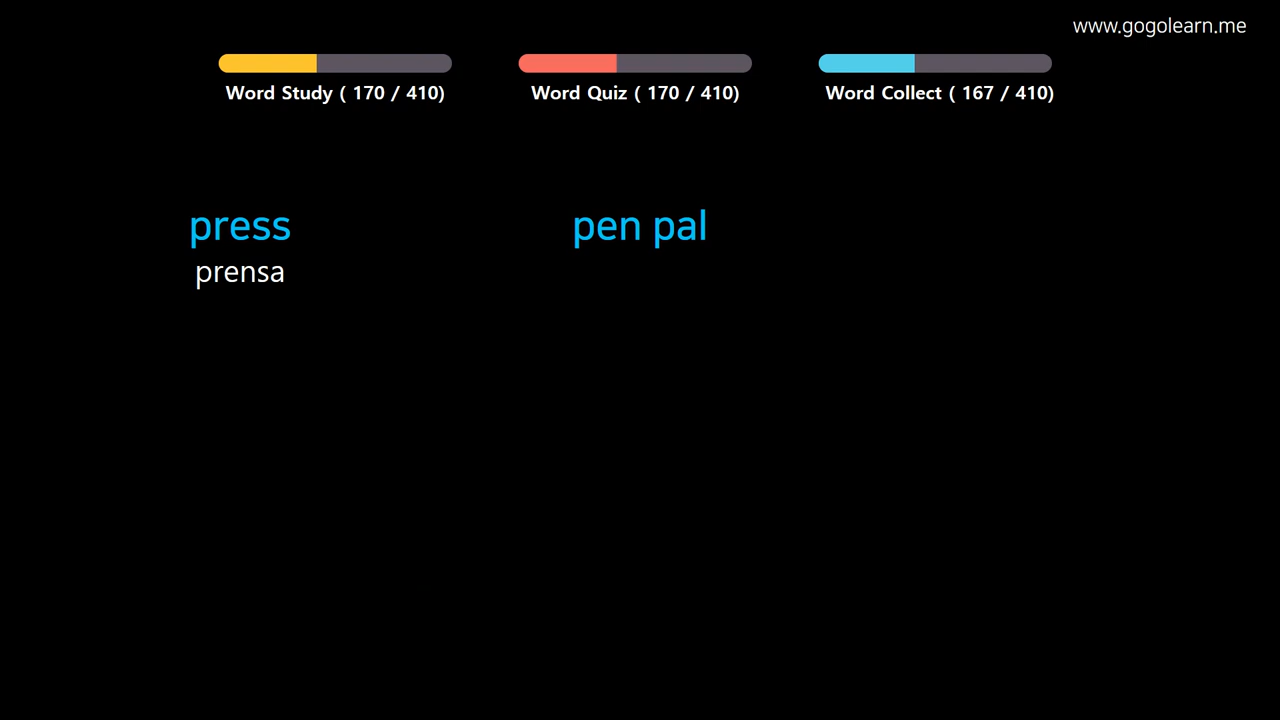 www.gogolearn.me
Word Study ( 170 / 410)
Word Quiz ( 170 / 410)
Word Collect ( 167 / 410)
press
pen pal
prensa